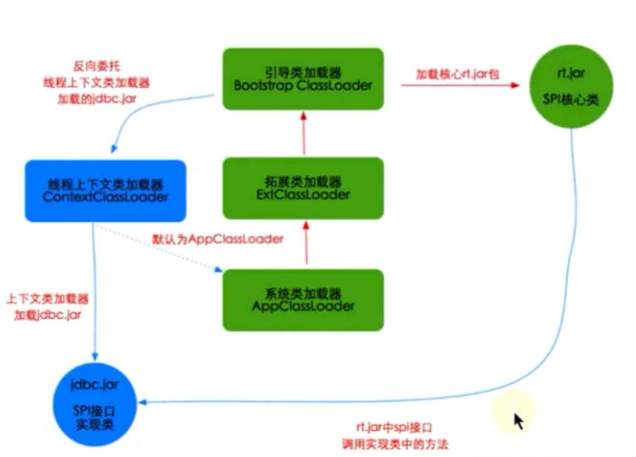 反向委托
线程上下文类加载器
加载的jdbc.jar
引导类加载器
Bootstrap ClassLoader
加载核心rt.jar包
rt.jar
SPI核心类
线程上下文类加载器
ContextClassLoader
拓展类加载器
ExtClassLoader
默认为AppClassLoader
系统类加载器
AppClassLoader
上下文类加载器
加载jdbc.jar
jdbc.jar
SPI接口
实现类
rt.jar中spi接口
调用实现类中的方法